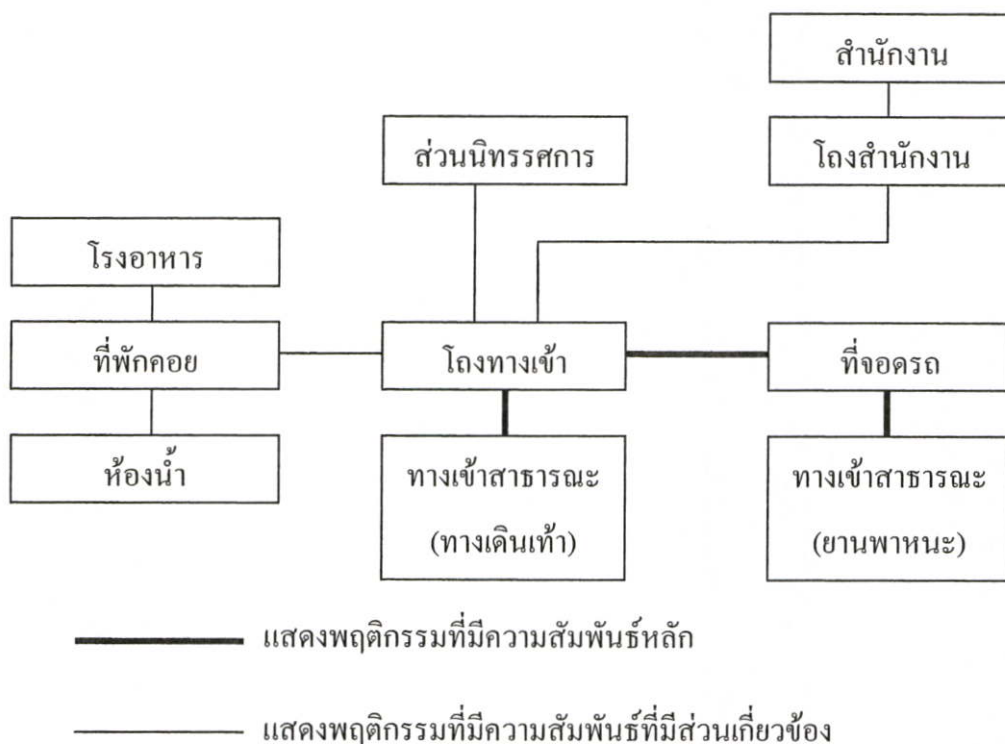 สำนักงาน
ส่วนนิทรรศการ
โถงสำนักงาน
โรงอาหาร
ที่พักคอย
โถงทางเข้า
ที่จอดรถ
ห้องน้ำ
ทางเข้าสาธารณะ
(ทางเดินเท้า)
ทางเข้าสาธารณะ
(ยานพาหนะ)
แสดงพฤติกรรมที่มีความสัมพันธ์หลัก
แสดงพฤติกรรมที่มีความสัมพันธ์ที่มีส่วนเกี่ยวข้อง